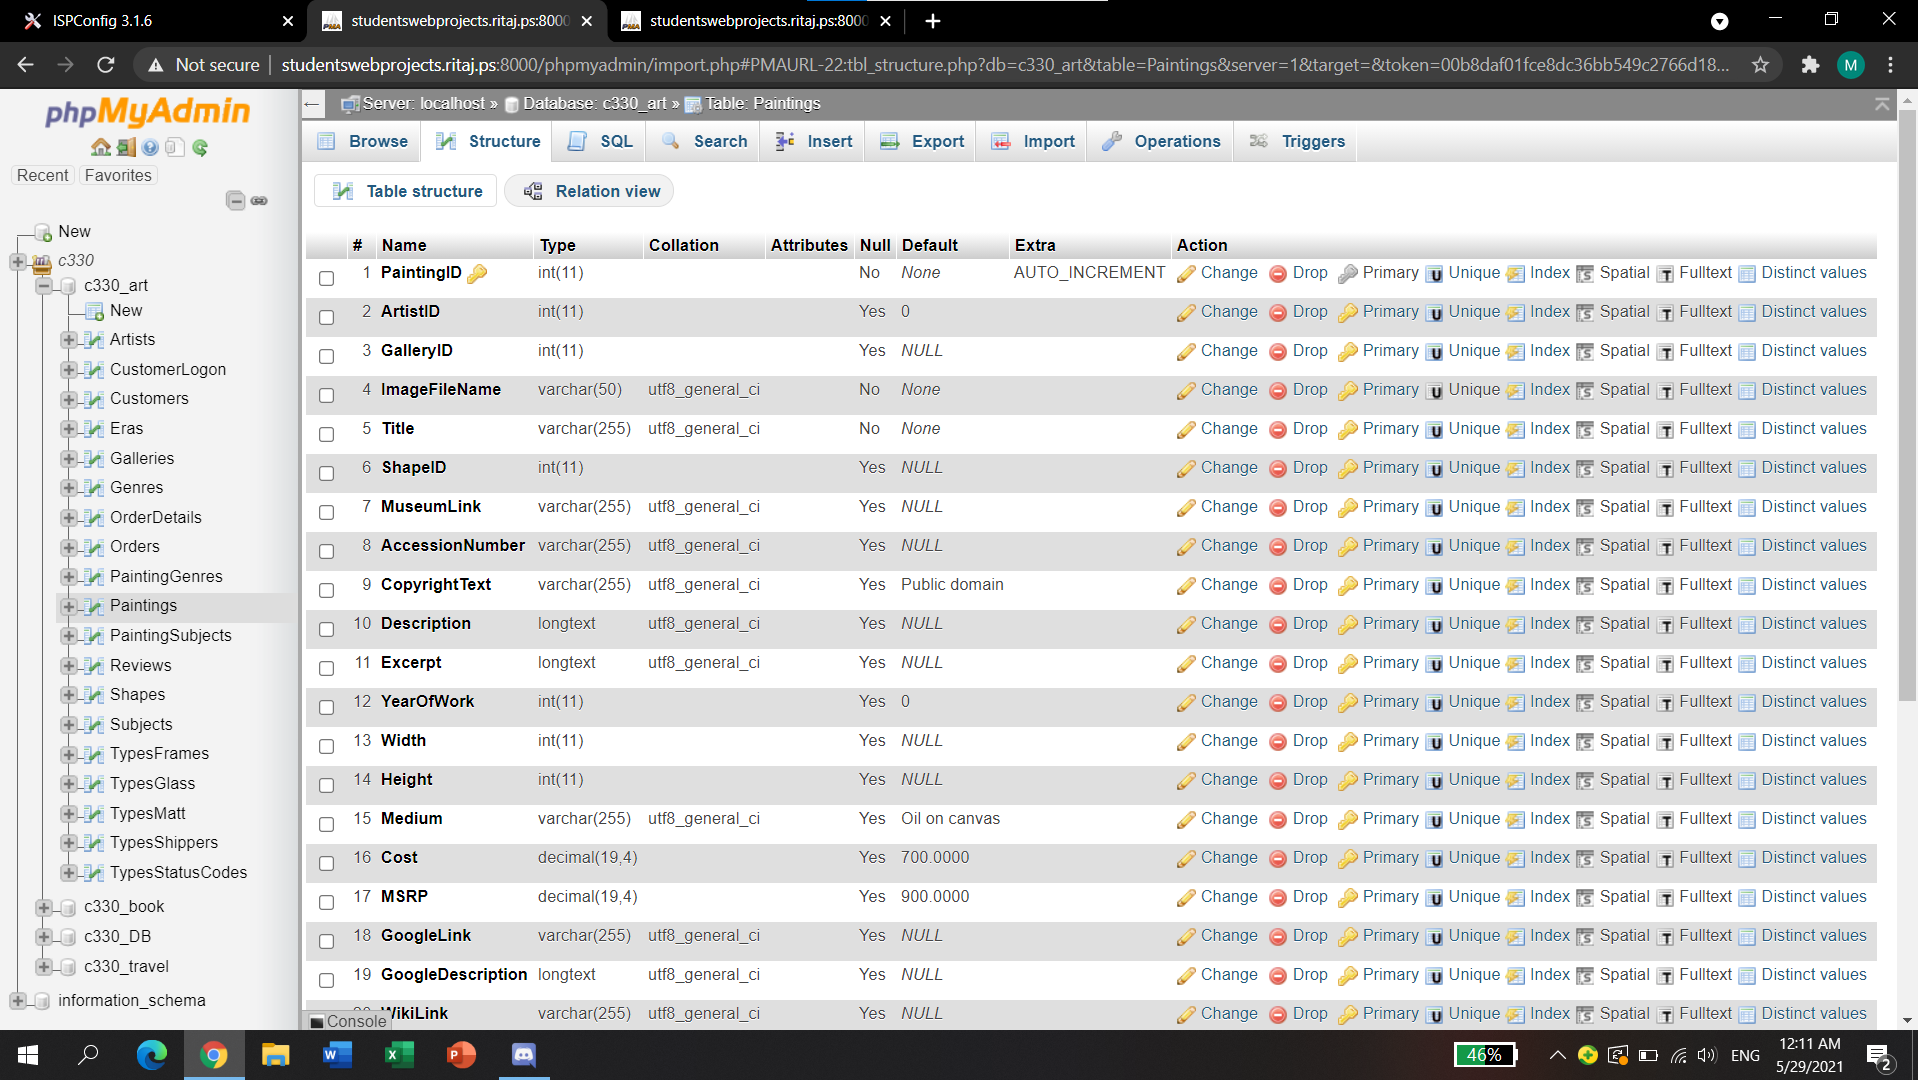 ISPConfig 3.1.6
studentswebprojects.ritaj.ps:8000
studentswebprojects.ritaj.ps:8000
Not secure
studentswebprojects.ritaj.ps:8000/phpmyadmin/import.php#PMAURL-22:tbl_structure.php?db=c330_art&table=Paintings&server=1&target=&token=00b8daf01fce8dc36bb549c2766d18...
M
phpMyAdmin
Recent Favorites
New
c330
c330_art
New
Artists
CustomerLogon
Customers
Eras
Galleries
Genres
OrderDetails
Orders
PaintingGenres
Paintings
PaintingSubjects
Reviews
Shapes
Subjects
TypesFrames
TypesGlass
TypesMatt
TypesShippers
TypesStatusCodes
c330_book
c330_DB
c330_travel
information_schema
Server: localhost » Database: c330_art » Table: Paintings
Browse Structure SQL Search Insert Export Import Operations Triggers
Table structure Relation view
# Name Type Collation Attributes Null Default Extra Action
1 PaintingID int(11) No None AUTO_INCREMENT Change Drop Primary Unique Index Spatial Fulltext Distinct values
2 ArtistID int(11) Yes 0 Change Drop Primary Unique Index Spatial Fulltext Distinct values
3 GalleryID int(11) Yes NULL Change Drop Primary Unique Index Spatial Fulltext Distinct values
4 ImageFileName varchar(50) utf8_general_ci No None Change Drop Primary Unique Index Spatial Fulltext Distinct values
5 Title varchar(255) utf8_general_ci No None Change Drop Primary Unique Index Spatial Fulltext Distinct values
6 ShapeID int(11) Yes NULL Change Drop Primary Unique Index Spatial Fulltext Distinct values
7 MuseumLink varchar(255) utf8_general_ci Yes NULL Change Drop Primary Unique Index Spatial Fulltext Distinct values
8 AccessionNumber varchar(255) utf8_general_ci Yes NULL Change Drop Primary Unique Index Spatial Fulltext Distinct values
9 CopyrightText varchar(255) utf8_general_ci Yes Public domain Change Drop Primary Unique Index Spatial Fulltext Distinct values
10 Description longtext utf8_general_ci Yes NULL Change Drop Primary Unique Index Spatial Fulltext Distinct values
11 Excerpt longtext utf8_general_ci Yes NULL Change Drop Primary Unique Index Spatial Fulltext Distinct values
12 YearOfWork int(11) Yes 0 Change Drop Primary Unique Index Spatial Fulltext Distinct values
13 Width int(11) Yes NULL Change Drop Primary Unique Index Spatial Fulltext Distinct values
14 Height int(11) Yes NULL Change Drop Primary Unique Index Spatial Fulltext Distinct values
15 Medium varchar(255) utf8_general_ci Yes Oil on canvas Change Drop Primary Unique Index Spatial Fulltext Distinct values
16 Cost decimal(19,4) Yes 700.0000 Change Drop Primary Unique Index Spatial Fulltext Distinct values
17 MSRP decimal(19,4) Yes 900.0000 Change Drop Primary Unique Index Spatial Fulltext Distinct values
18 GoogleLink varchar(255) utf8_general_ci Yes NULL Change Drop Primary Unique Index Spatial Fulltext Distinct values
19 GoogleDescription longtext utf8_general_ci Yes NULL Change Drop Primary Unique Index Spatial Fulltext Distinct values
WikiLink varchar(255) utf8_general_ci Yes NULL Change Drop Primary Unique Index Spatial Fulltext Distinct values
Console
46%
ENG
12:11 AM
5/29/2021
2